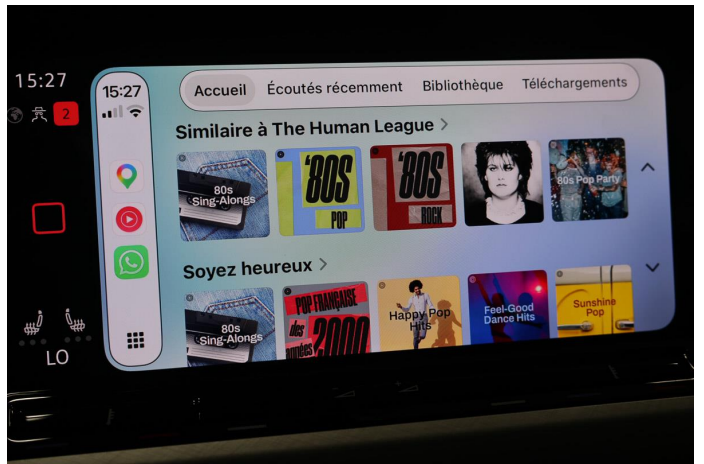 15:27
2
LO
15:27
Accueil
Écoutés récemment
Bibliothèque
Téléchargements
Similaire à The Human League >
80s
Sing-Alongs
'80S
POP
'80S
ROCK
80s Pop Party
Soyez heureux >
80s
Sing-Alongs
POP FRANÇAISE
des
années
2000
Happy Pop
Hits
Feel-Good
Dance Hits
Sunshine
Pop